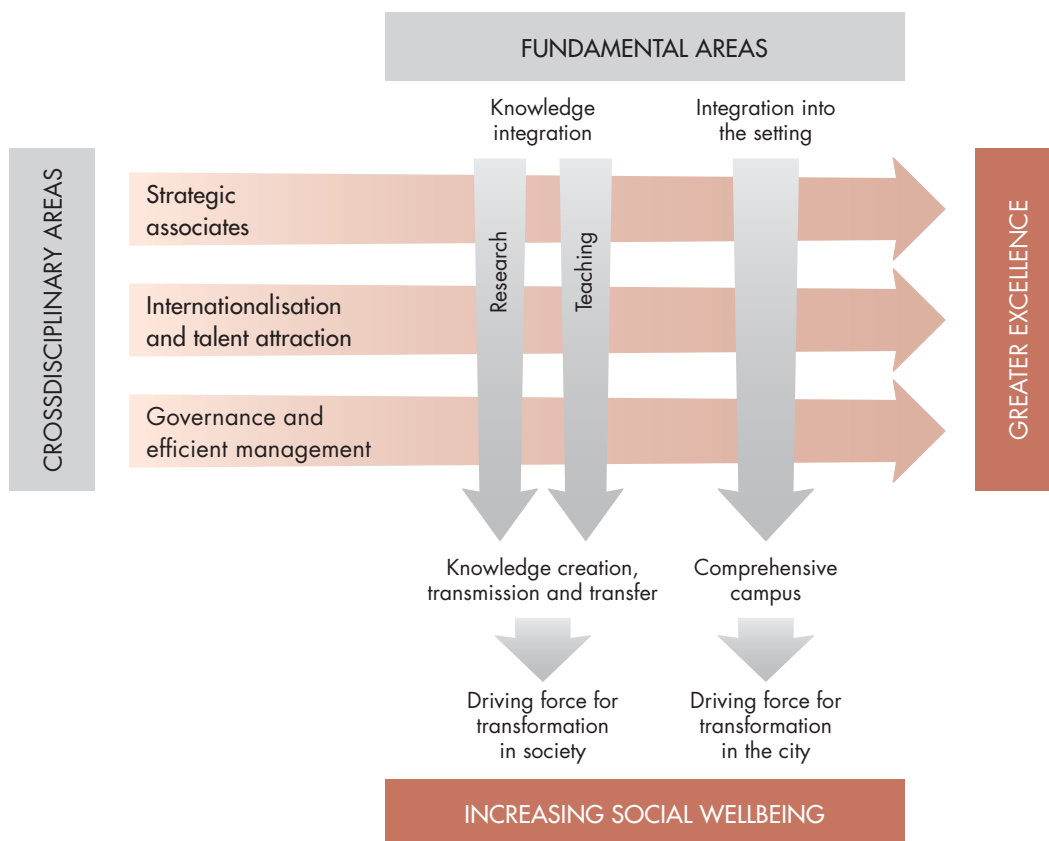 FUNDAMENTAL AREAS
Knowledge
integration
Integration into
the setting
CROSSDISCIPLINARY AREAS
Strategic
associates
Internationalisation
and talent attraction
Governance and
efficient management
Research
Teaching
GREATER EXCELLENCE
Knowledge creation,
transmission and transfer
Comprehensive
campus
Driving force for
transformation
in society
Driving force for
transformation
in the city
INCREASING SOCIAL WELLBEING